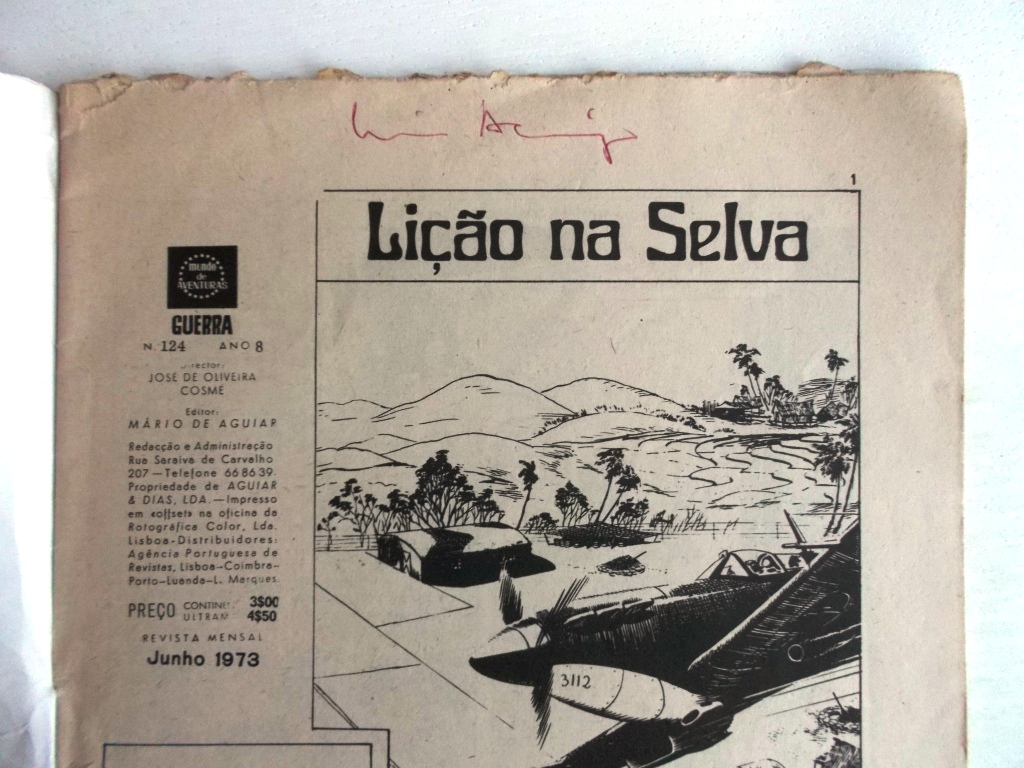 1
Lição na Selva
mundo
de
AVENTURAS
GUERRA
N. 124 ANO 8
Director:
JOSÉ DE OLIVEIRA
COSME
Editor:
MÁRIO DE AGUIAR
Redacção e Administração
Rua Saraiva de Carvalho
207 — Telefone 66 86 39.
Propriedade de AGUIAR
& DIAS, LDA. — Impresso
em «offset» na oficina da
Rotográfica Color, Lda.
Lisboa-Distribuidores:
Agência Portuguesa de
Revistas, Lisboa-Coimbra-
Porto-Luanda-L. Marques.
PREÇO CONTINET. 3$00
ULTRAM 4$50
REVISTA MENSAL
Junho 1973
3112